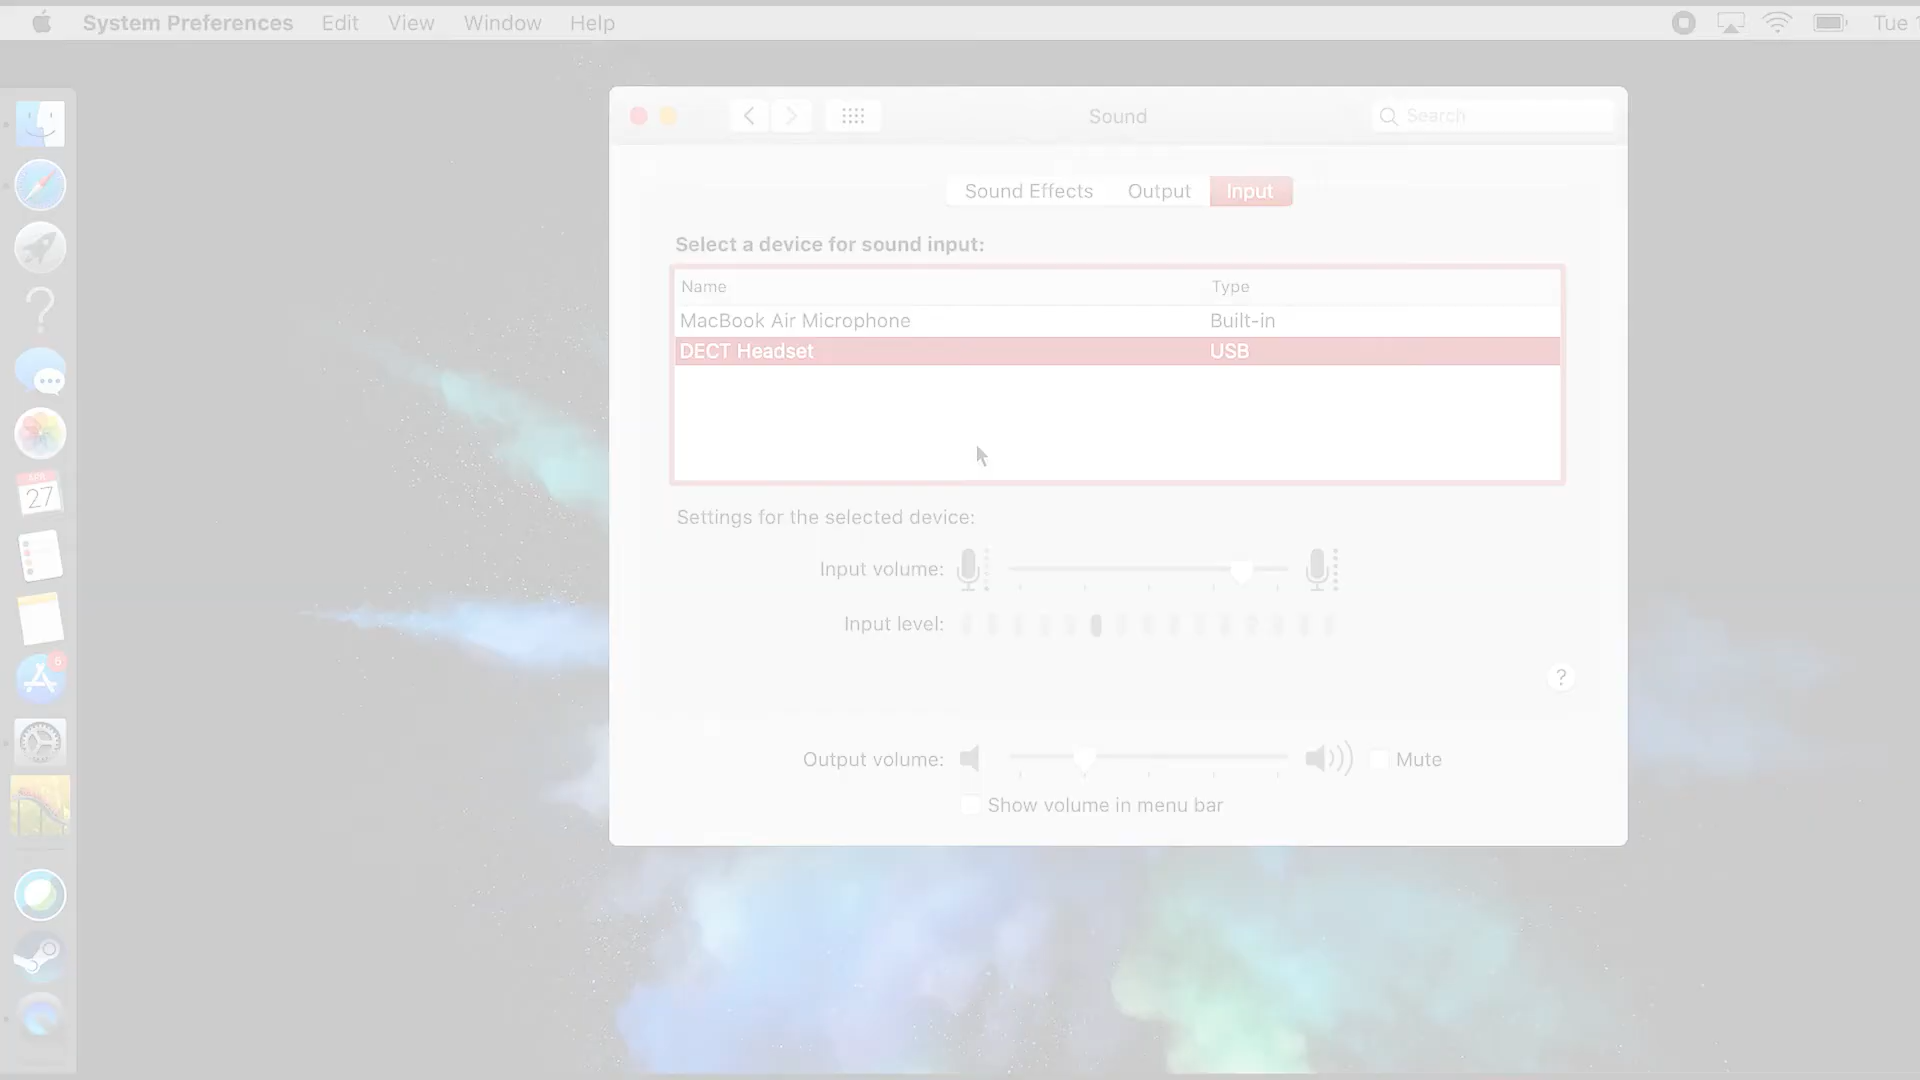 System Preferences Edit View Window Help Tue
Sound
Search
Sound Effects Output Input
Select a device for sound input:
Name Type
MacBook Air Microphone Built-in
DECT Headset USB
Settings for the selected device:
Input volume:
Input level:
?
Output volume: Mute
Show volume in menu bar
APR
27
6